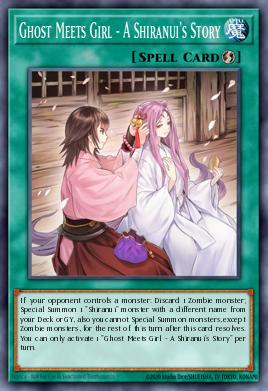 Ghost Meets Girl - A Shiranui's Story
魔
[Spell Card]
If your opponent controls a monster: Discard 1 Zombie monster;
Special Summon 1 "Shiranui" monster with a different name from
your Deck or GY, also you cannot Special Summon monsters, except
Zombie monsters, for the rest of this turn after this card resolves.
You can only activate 1 "Ghost Meets Girl - A Shiranui's Story" per
turn.